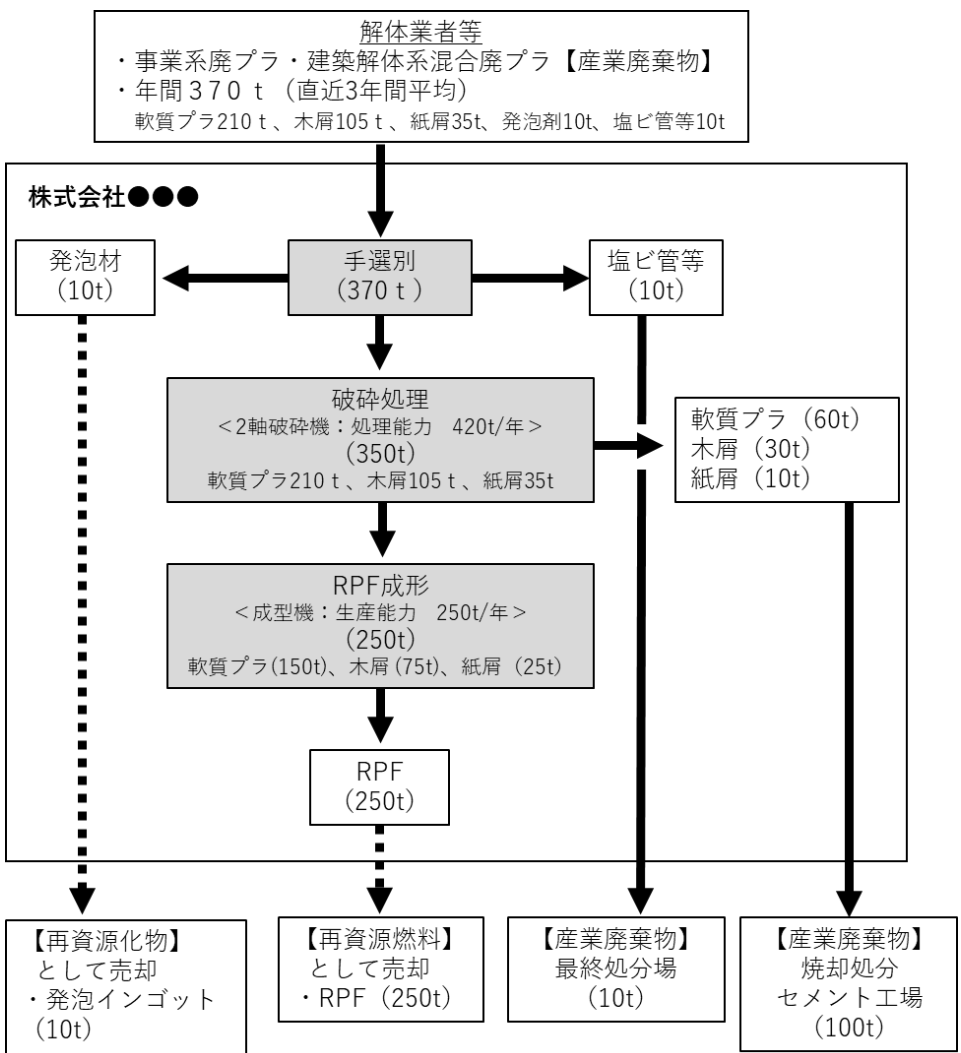 解体業者等
・事業系廃プラ・建築解体系混合廃プラ【産業廃棄物】
・年間370ｔ（直近3年間平均）
軟質プラ210ｔ、木屑105ｔ、紙屑35t、発泡剤10t、塩ビ管等10t
株式会社●●●
発泡材
（10t）
手選別
（370ｔ）
塩ビ管等
（10t）
破砕処理
＜2軸破砕機：処理能力　420t/年＞
（350t）
軟質プラ210ｔ、木屑105ｔ、紙屑35t
軟質プラ（60t）
木屑（30t）
紙屑（10t）
RPF成形
＜成型機：生産能力　250t/年＞
（250t）
軟質プラ(150t)、木屑(75t)、紙屑（25t）
RPF
（250t）
【再資源化物】
として売却
・発泡インゴット
（10t）
【再資源燃料】
として売却
・RPF（250t）
【産業廃棄物】
最終処分場
（10t）
【産業廃棄物】
焼却処分
セメント工場
（100t）